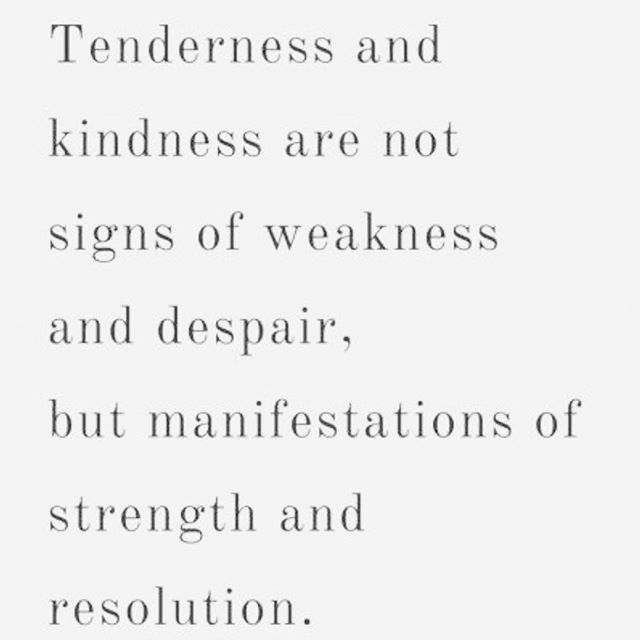 Tenderness and
kindness are not
signs of weakness
and despair,
but manifestations of
strength and
resolution.